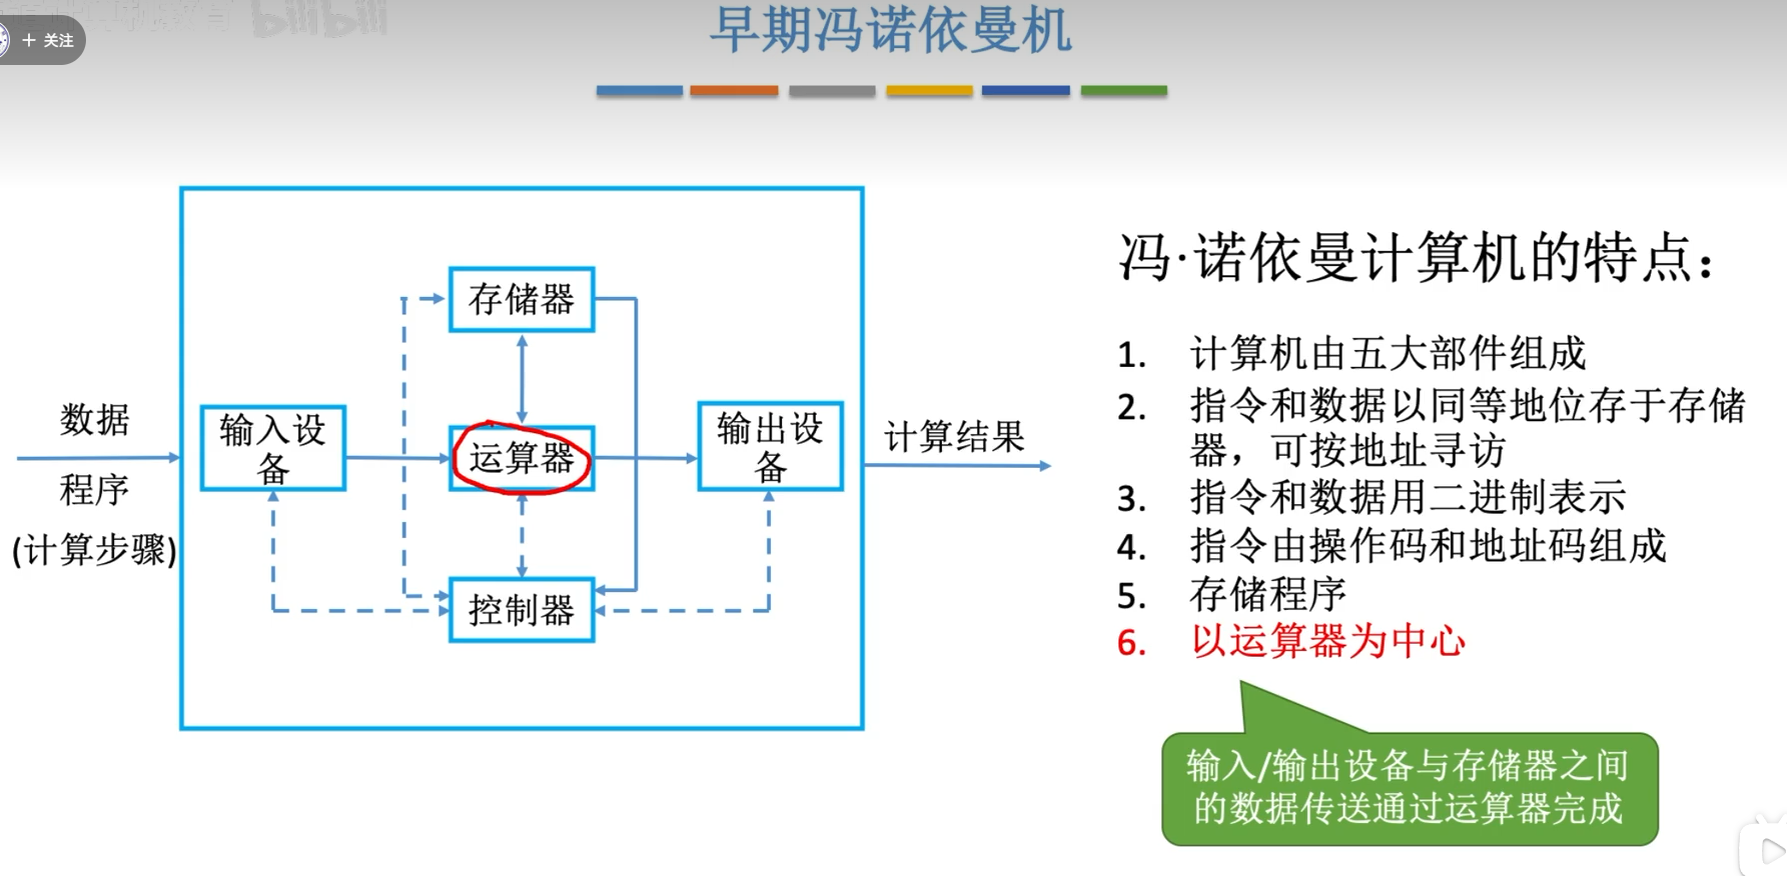 + 关注
bilibili
早期冯诺依曼机
存储器
数据
程序
(计算步骤)
输入设
备
运算器
输出设
备
计算结果
控制器
冯·诺依曼计算机的特点：
1. 计算机由五大部件组成
2. 指令和数据以同等地位存于存储
器，可按地址寻访
3. 指令和数据用二进制表示
4. 指令由操作码和地址码组成
5. 存储程序
6. 以运算器为中心
输入/输出设备与存储器之间
的数据传送通过运算器完成